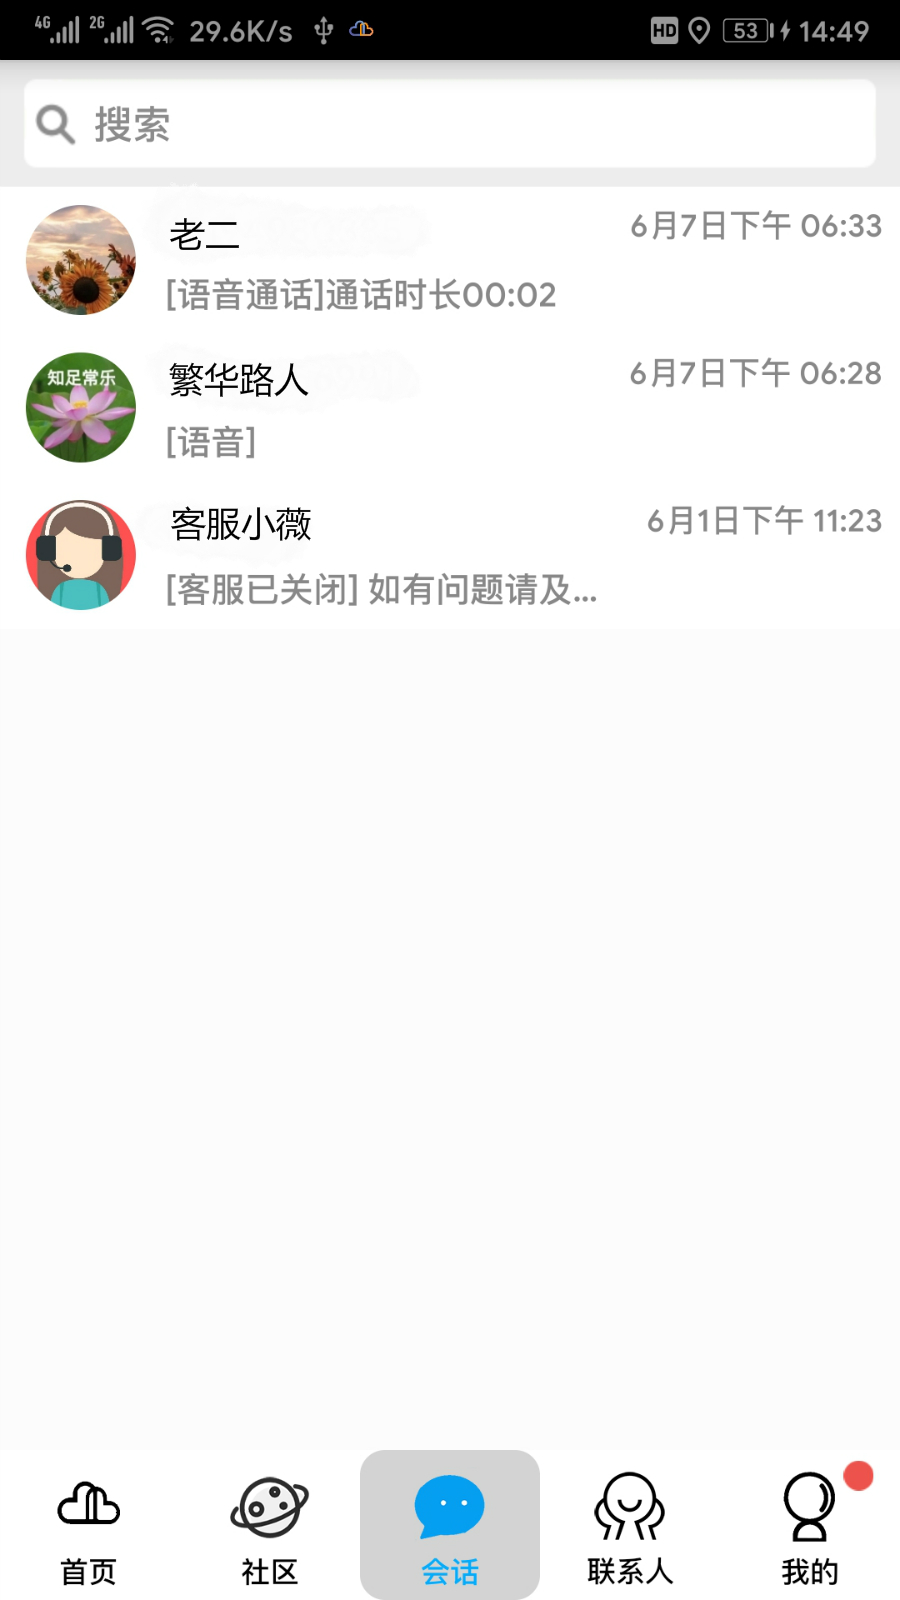 4G 2G 29.6K/s HD 53 14:49
搜索
老二 6月7日下午 06:33
[语音通话]通话时长00:02
知足常乐
繁华路人 6月7日下午 06:28
[语音]
客服小薇 6月1日下午 11:23
[客服已关闭] 如有问题请及...
首页 社区 会话 联系人 我的